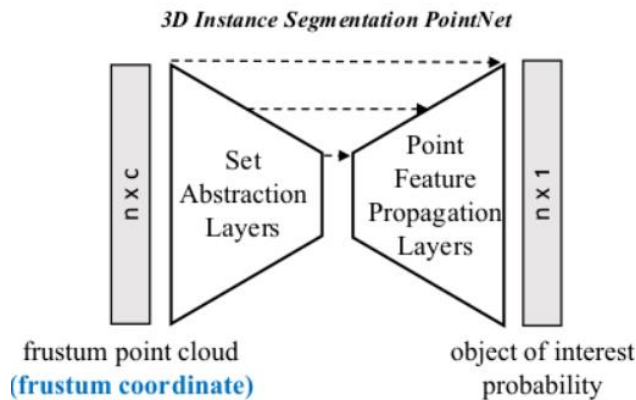 3D Instance Segmentation PointNet
n x c
Set
Abstraction
Layers
Point
Feature
Propagation
Layers
n x 1
frustum point cloud
(frustum coordinate)
object of interest
probability